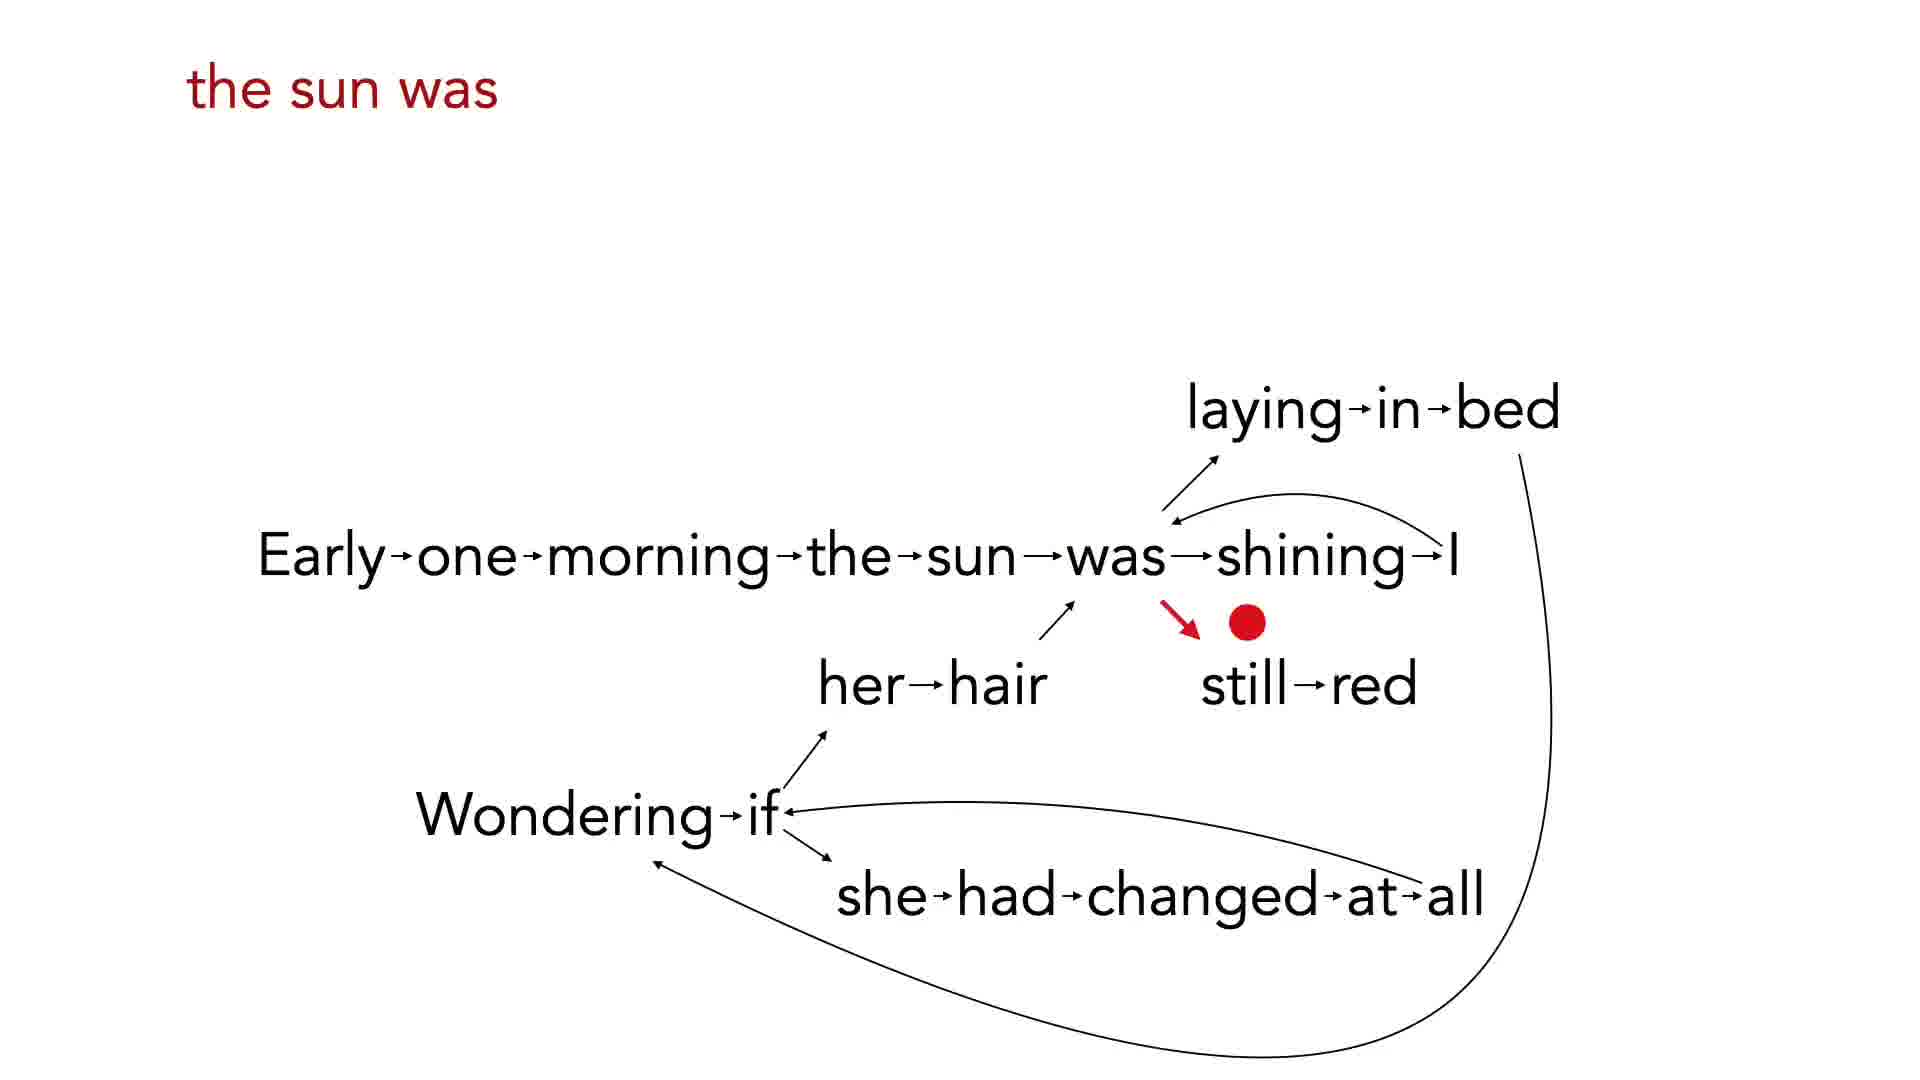 the sun was
laying in bed
Early one morning the sun was shining I
her hair still red
Wondering if
she had changed at all